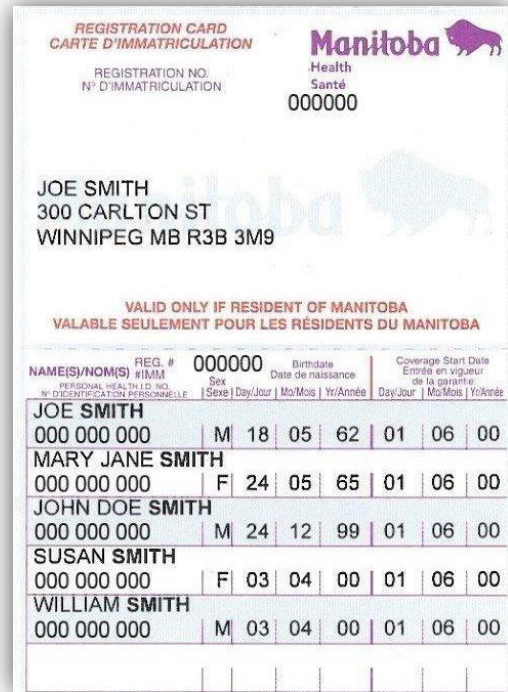 REGISTRATION CARD
CARTE D'IMMATRICULATION
REGISTRATION NO.
Nº D'IMMATRICULATION
Manitoba
Health
Santé
000000
Manitoba
JOE SMITH
300 CARLTON ST
WINNIPEG MB R3B 3M9
VALID ONLY IF RESIDENT OF MANITOBA
VALABLE SEULEMENT POUR LES RÉSIDENTS DU MANITOBA
NAME(S)/NOM(S) REG. # #IMM 000000
PERSONAL HEALTH I.D. NO.
Nº D'IDENTIFICATION PERSONNELLE
Sex
Sexe
Birthdate
Date de naissance
Day/Jour Mo/Mois Yr/Année
Coverage Start Date
Entrée en vigueur
de la garantie
Day/Jour Mo/Mois Yr/Année
JOE SMITH
000 000 000 M 18 05 62 01 06 00
MARY JANE SMITH
000 000 000 F 24 05 65 01 06 00
JOHN DOE SMITH
000 000 000 M 24 12 99 01 06 00
SUSAN SMITH
000 000 000 F 03 04 00 01 06 00
WILLIAM SMITH
000 000 000 M 03 04 00 01 06 00